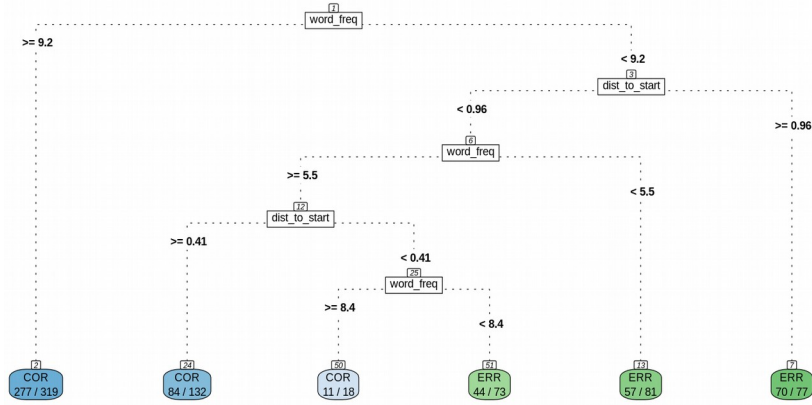 1
word_freq
>= 9.2
< 9.2
3
dist_to_start
< 0.96
>= 0.96
6
word_freq
>= 5.5
< 5.5
12
dist_to_start
>= 0.41
< 0.41
25
word_freq
>= 8.4
< 8.4
2
COR
277 / 319
24
COR
84 / 132
50
COR
11 / 18
51
ERR
44 / 73
13
ERR
57 / 81
7
ERR
70 / 77